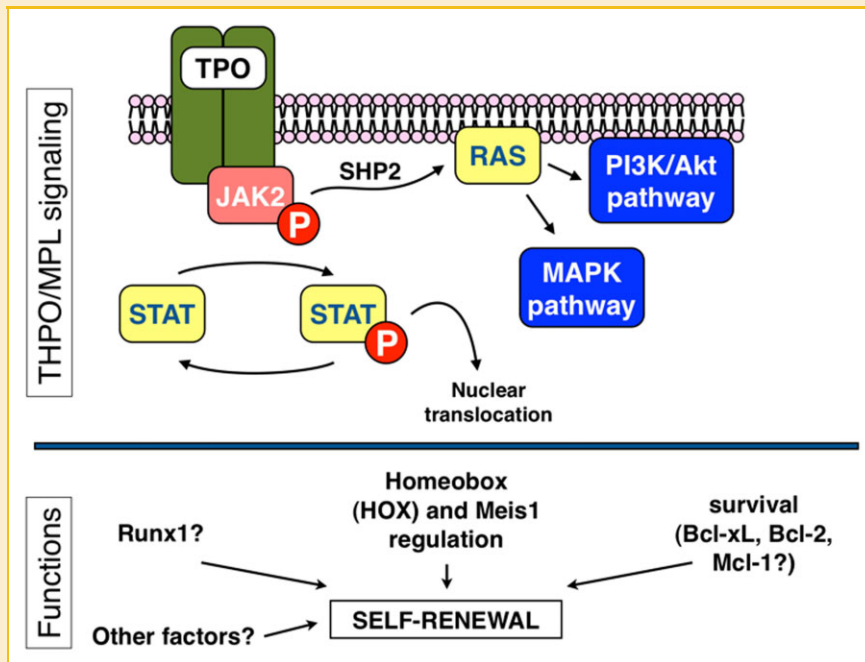 THPO/MPL signaling
TPO
JAK2
P
SHP2
RAS
PI3K/Akt
pathway
MAPK
pathway
STAT
STAT
P
Nuclear
translocation
Functions
Runx1?
Homeobox
(HOX) and Meis1
regulation
survival
(Bcl-xL, Bcl-2,
Mcl-1?)
Other factors?
SELF-RENEWAL